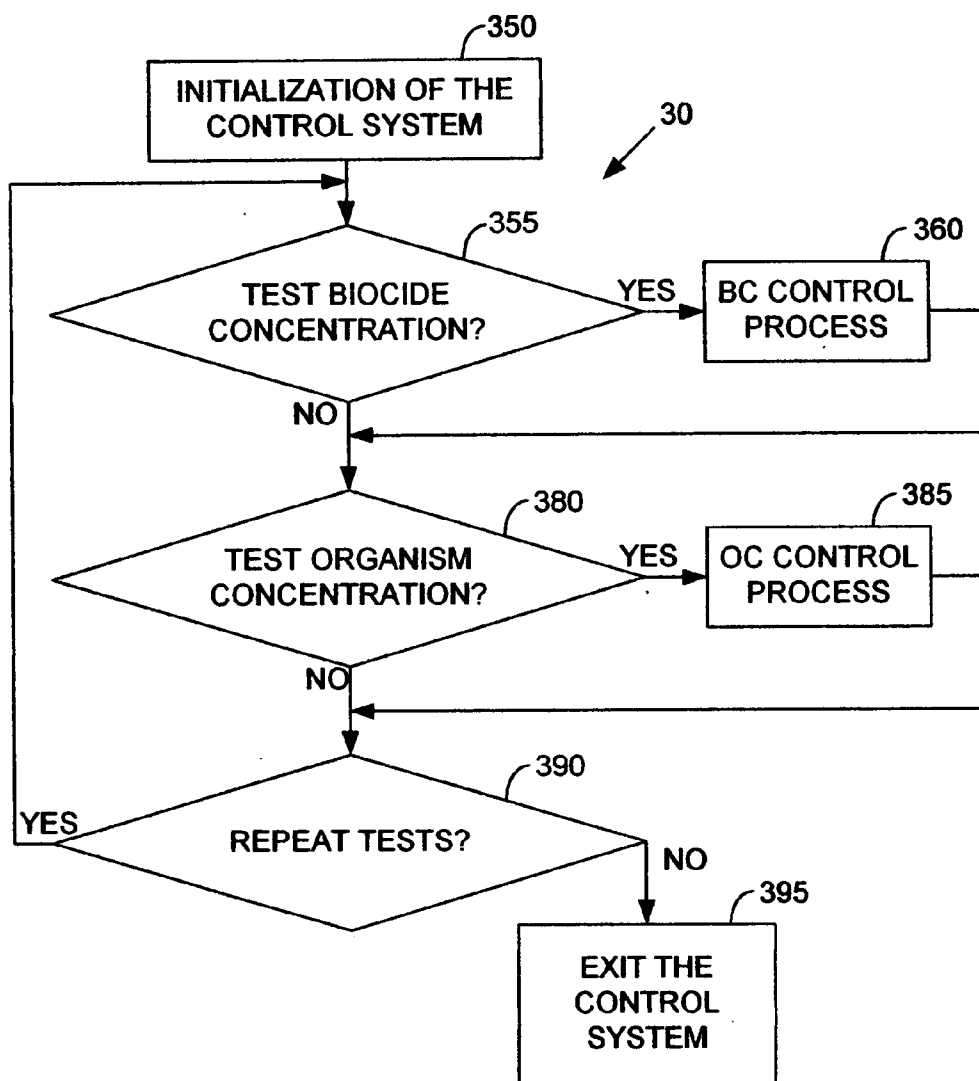 350
INITIALIZATION OF THE
CONTROL SYSTEM
30
355
TEST BIOCIDE
CONCENTRATION?
YES
360
BC CONTROL
PROCESS
NO
380
TEST ORGANISM
CONCENTRATION?
YES
385
OC CONTROL
PROCESS
NO
390
REPEAT TESTS?
YES
NO
395
EXIT THE
CONTROL
SYSTEM